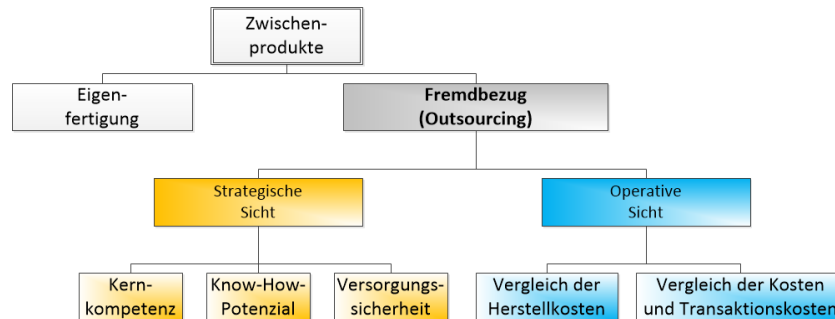 Zwischen-
produkte
Eigen-
fertigung
Fremdbezug
(Outsourcing)
Strategische
Sicht
Operative
Sicht
Kern-
kompetenz
Know-How-
Potenzial
Versorgungs-
sicherheit
Vergleich der
Herstellkosten
Vergleich der Kosten
und Transaktionskosten